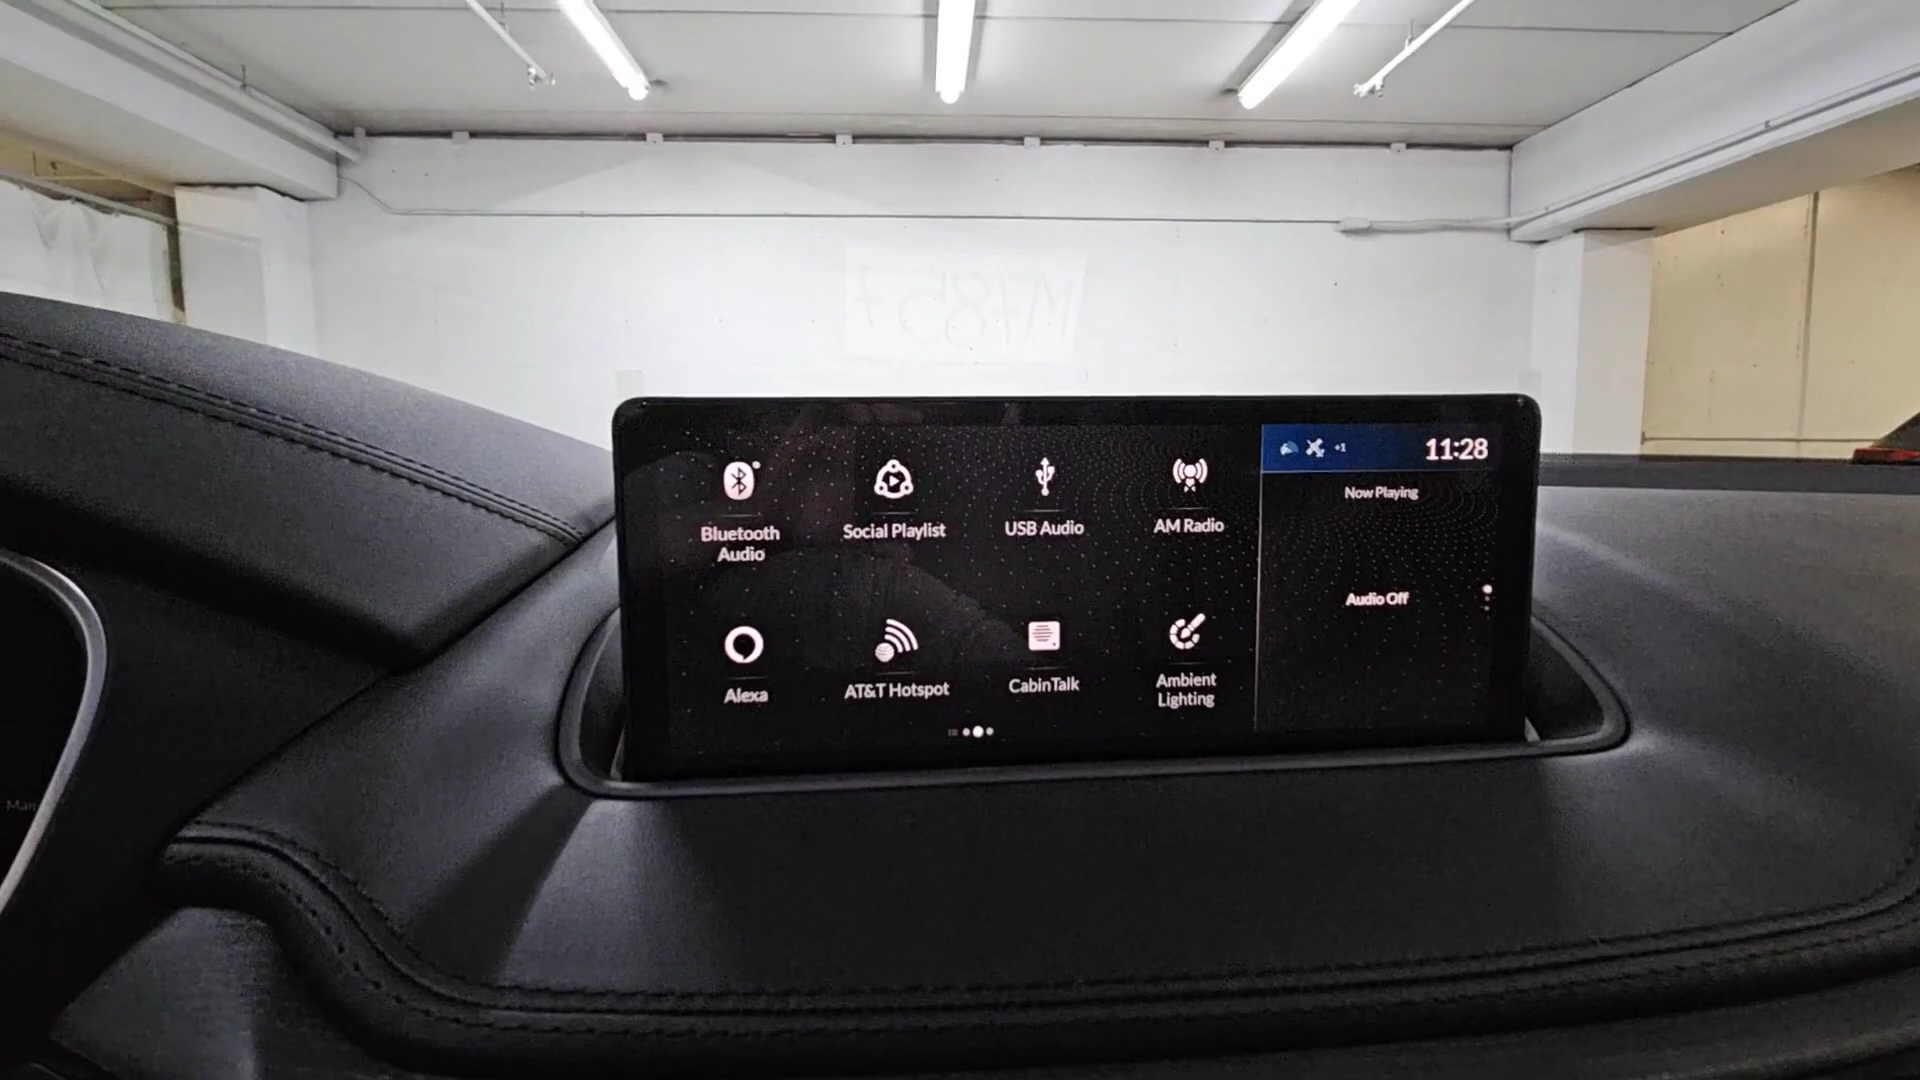 11:28
+1
Now Playing
Bluetooth
Audio
Social Playlist
USB Audio
AM Radio
Audio Off
Alexa
AT&T Hotspot
CabinTalk
Ambient
Lighting